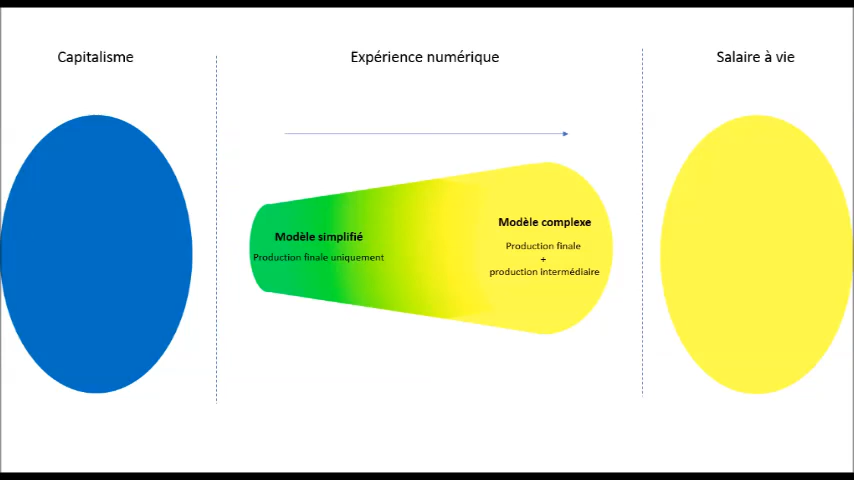 Capitalisme
Expérience numérique
Salaire à vie
Modèle simplifié
Production finale uniquement
Modèle complexe
Production finale
+
production intermédiaire